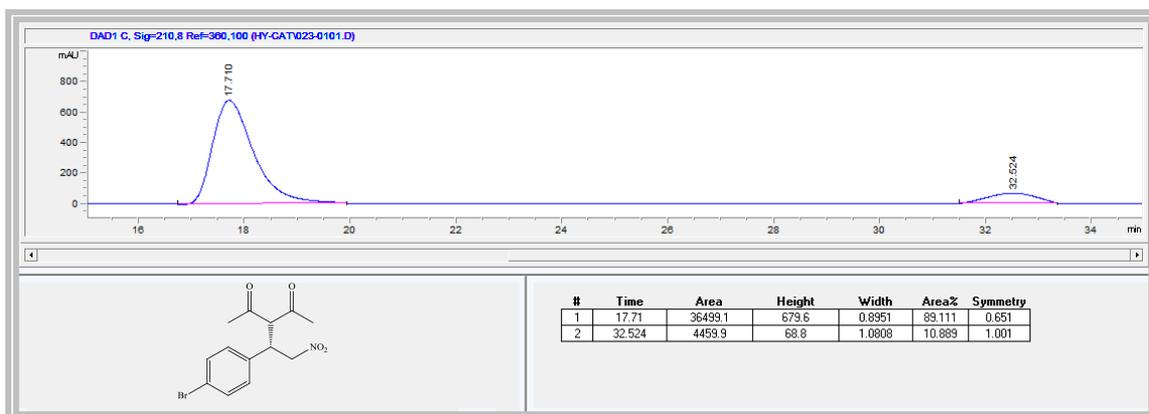 DAD1 C, Sig=210,8 Ref=360,100 (HY-CAT\023-0101.D)
mAU
800
600
400
200
0
17.710
32.524
16 18 20 22 24 26 28 30 32 34 min
O O
NO2
Br
# Time Area Height Width Area% Symmetry
1 17.71 36499.1 679.6 0.8951 89.111 0.651
2 32.524 4459.9 68.8 1.0808 10.889 1.001